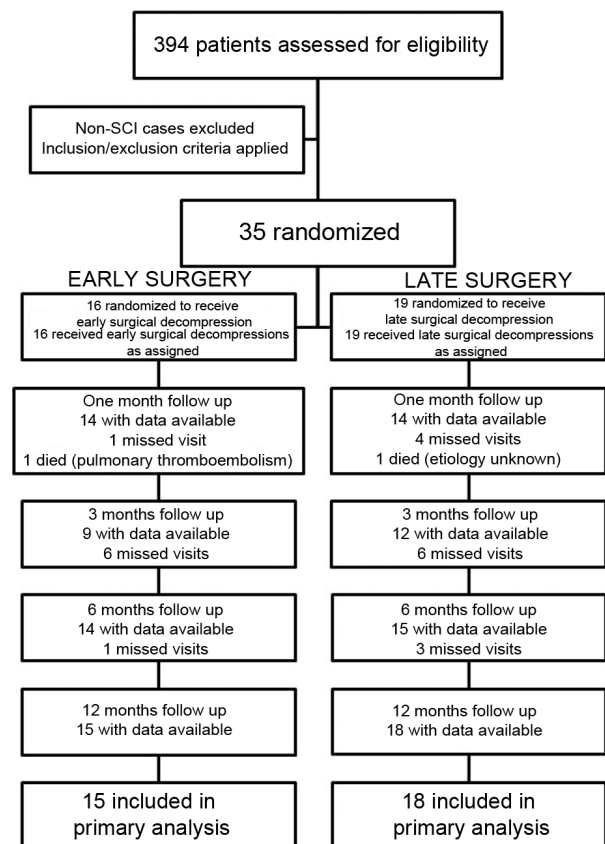 394 patients assessed for eligibility
Non-SCI cases excluded
Inclusion/exclusion criteria applied
35 randomized
EARLY SURGERY
16 randomized to receive
early surgical decompression
16 received early surgical decompressions
as assigned
One month follow up
14 with data available
1 missed visit
1 died (pulmonary thromboembolism)
3 months follow up
9 with data available
6 missed visits
6 months follow up
14 with data available
1 missed visits
12 months follow up
15 with data available
15 included in
primary analysis
LATE SURGERY
19 randomized to receive
late surgical decompression
19 received late surgical decompressions
as assigned
One month follow up
14 with data available
4 missed visits
1 died (etiology unknown)
3 months follow up
12 with data available
6 missed visits
6 months follow up
15 with data available
3 missed visits
12 months follow up
18 with data available
18 included in
primary analysis